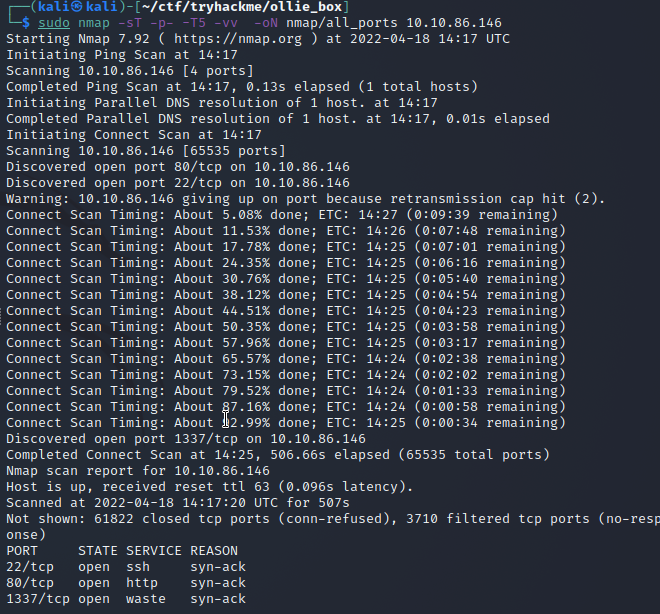 ┌──(kali㉿kali)-[~/ctf/tryhackme/ollie_box]
└─$ sudo nmap -sT -p- -T5 -vv  -oN nmap/all_ports 10.10.86.146
Starting Nmap 7.92 ( https://nmap.org ) at 2022-04-18 14:17 UTC
Initiating Ping Scan at 14:17
Scanning 10.10.86.146 [4 ports]
Completed Ping Scan at 14:17, 0.13s elapsed (1 total hosts)
Initiating Parallel DNS resolution of 1 host. at 14:17
Completed Parallel DNS resolution of 1 host. at 14:17, 0.01s elapsed
Initiating Connect Scan at 14:17
Scanning 10.10.86.146 [65535 ports]
Discovered open port 80/tcp on 10.10.86.146
Discovered open port 22/tcp on 10.10.86.146
Warning: 10.10.86.146 giving up on port because retransmission cap hit (2).
Connect Scan Timing: About 5.08% done; ETC: 14:27 (0:09:39 remaining)
Connect Scan Timing: About 11.53% done; ETC: 14:26 (0:07:48 remaining)
Connect Scan Timing: About 17.78% done; ETC: 14:25 (0:07:01 remaining)
Connect Scan Timing: About 24.35% done; ETC: 14:25 (0:06:16 remaining)
Connect Scan Timing: About 30.76% done; ETC: 14:25 (0:05:40 remaining)
Connect Scan Timing: About 38.12% done; ETC: 14:25 (0:04:54 remaining)
Connect Scan Timing: About 44.51% done; ETC: 14:25 (0:04:23 remaining)
Connect Scan Timing: About 50.35% done; ETC: 14:25 (0:03:58 remaining)
Connect Scan Timing: About 57.96% done; ETC: 14:25 (0:03:17 remaining)
Connect Scan Timing: About 65.57% done; ETC: 14:24 (0:02:38 remaining)
Connect Scan Timing: About 73.15% done; ETC: 14:24 (0:02:02 remaining)
Connect Scan Timing: About 79.52% done; ETC: 14:24 (0:01:33 remaining)
Connect Scan Timing: About 87.16% done; ETC: 14:24 (0:00:58 remaining)
Connect Scan Timing: About done; ETC: 14:25 (0:00:34 remaining)
Discovered open port 1337/tcp on 10.10.86.146
Completed Connect Scan at 14:25, 506.66s elapsed (65535 total ports)
Nmap scan report for 10.10.86.146
Host is up, received reset ttl 63 (0.096s latency).
Scanned at 2022-04-18 14:17:20 UTC for 507s
Not shown: 61822 closed tcp ports (conn-refused), 3710 filtered tcp ports (no-resp
onse)
PORT     STATE SERVICE REASON
22/tcp   open  ssh     syn-ack
80/tcp   open  http    syn-ack
1337/tcp open  waste   syn-ack